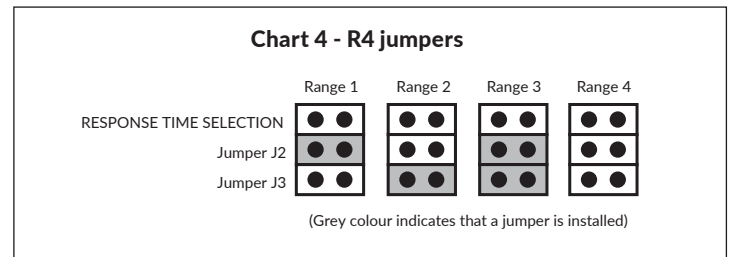 Chart 4 - R4 jumpers
Range 1 Range 2 Range 3 Range 4
RESPONSE TIME SELECTION
Jumper J2
Jumper J3
(Grey colour indicates that a jumper is installed)